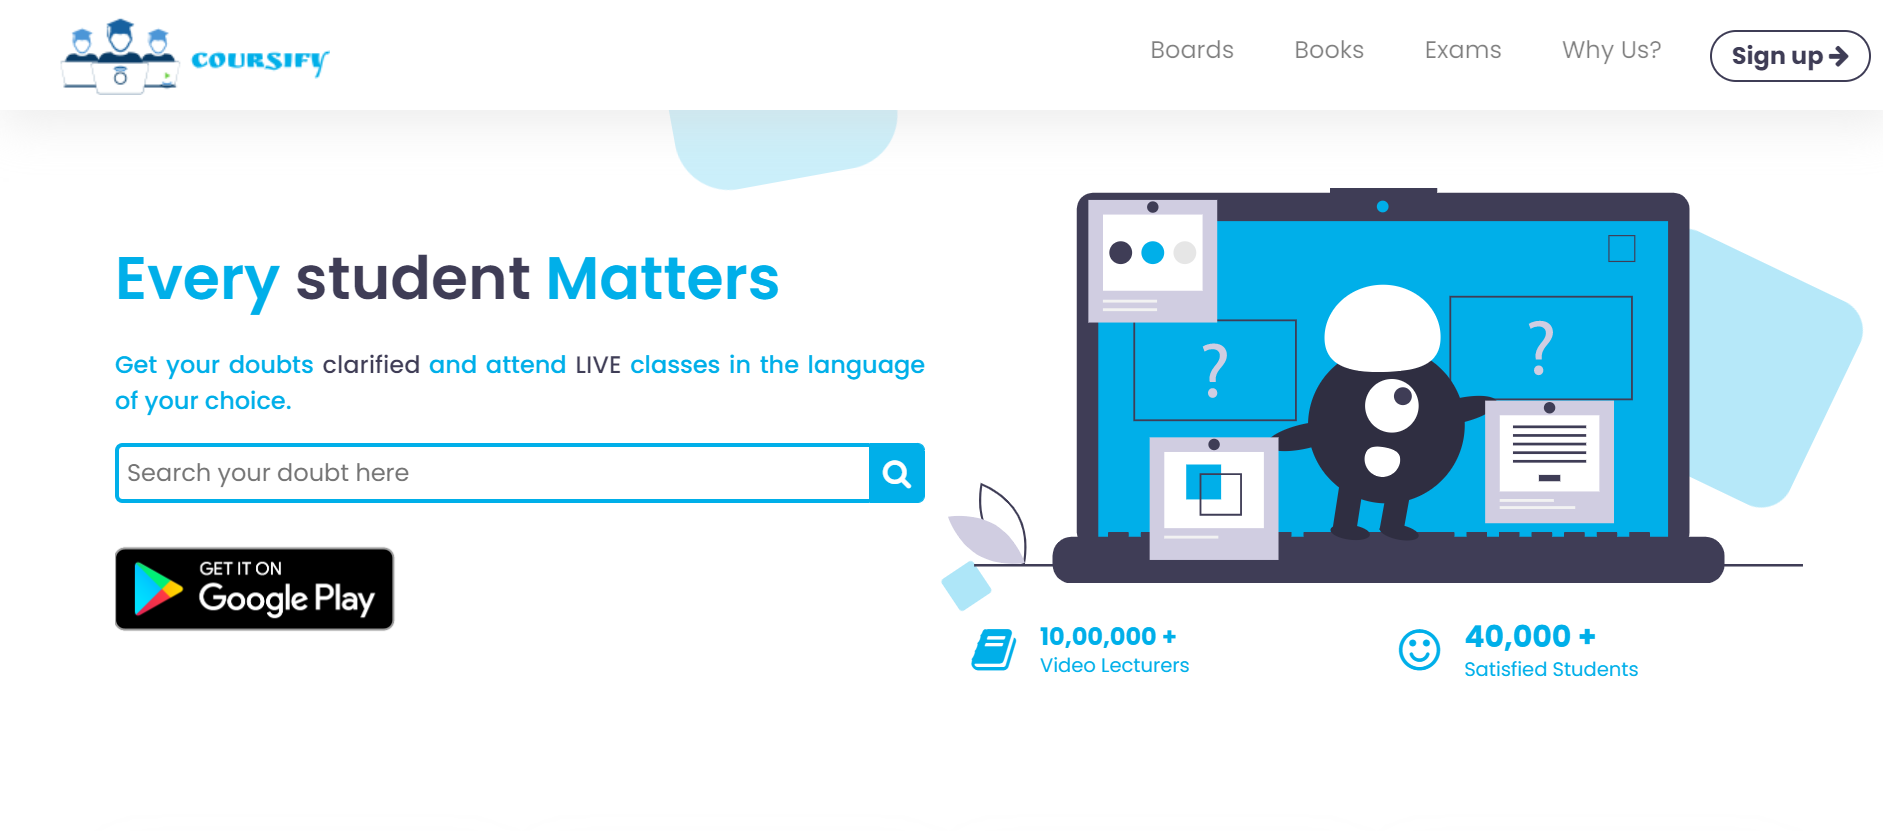 COURSIFY
Boards Books Exams Why Us? Sign up
Every student Matters
Get your doubts clarified and attend LIVE classes in the language
of your choice.
Search your doubt here
GET IT ON
Google Play
?
?
10,00,000 +
Video Lecturers
40,000 +
Satisfied Students